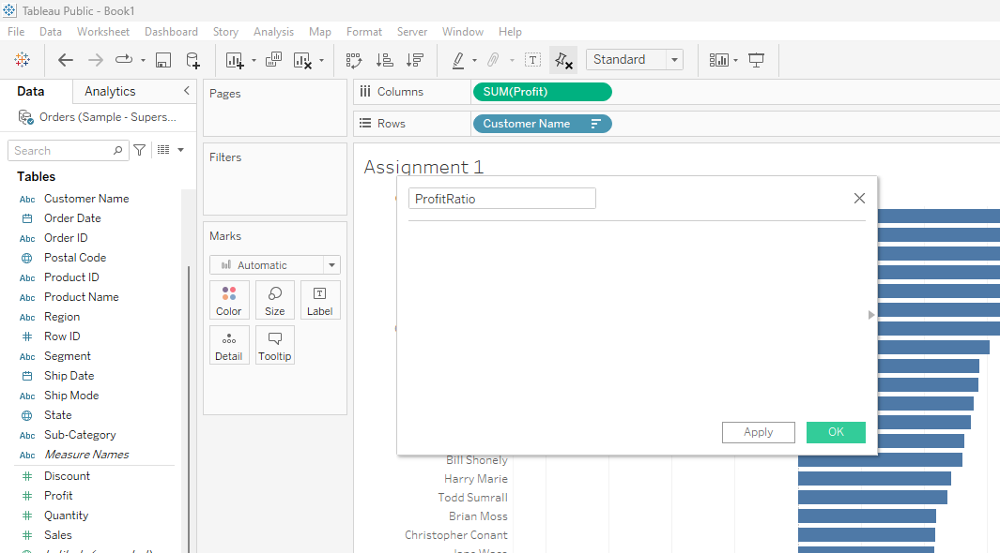 Tableau Public - Book1
File Data Worksheet Dashboard Story Analysis Map Format Server Window Help
Standard
Data Analytics
Orders (Sample - Supers...
Search
Tables
Abc Customer Name
Order Date
Abc Order ID
Postal Code
Abc Product ID
Abc Product Name
Abc Region
Row ID
Abc Segment
Ship Date
Abc Ship Mode
State
Abc Sub-Category
Abc Measure Names
Discount
Profit
Quantity
Sales
Pages
Filters
Marks
Automatic
Color Size Label
Detail Tooltip
Columns SUM(Profit)
Rows Customer Name
Assignment 1
ProfitRatio
Apply OK
Bill Shonely
Harry Marie
Todd Sumrall
Brian Moss
Christopher Conant